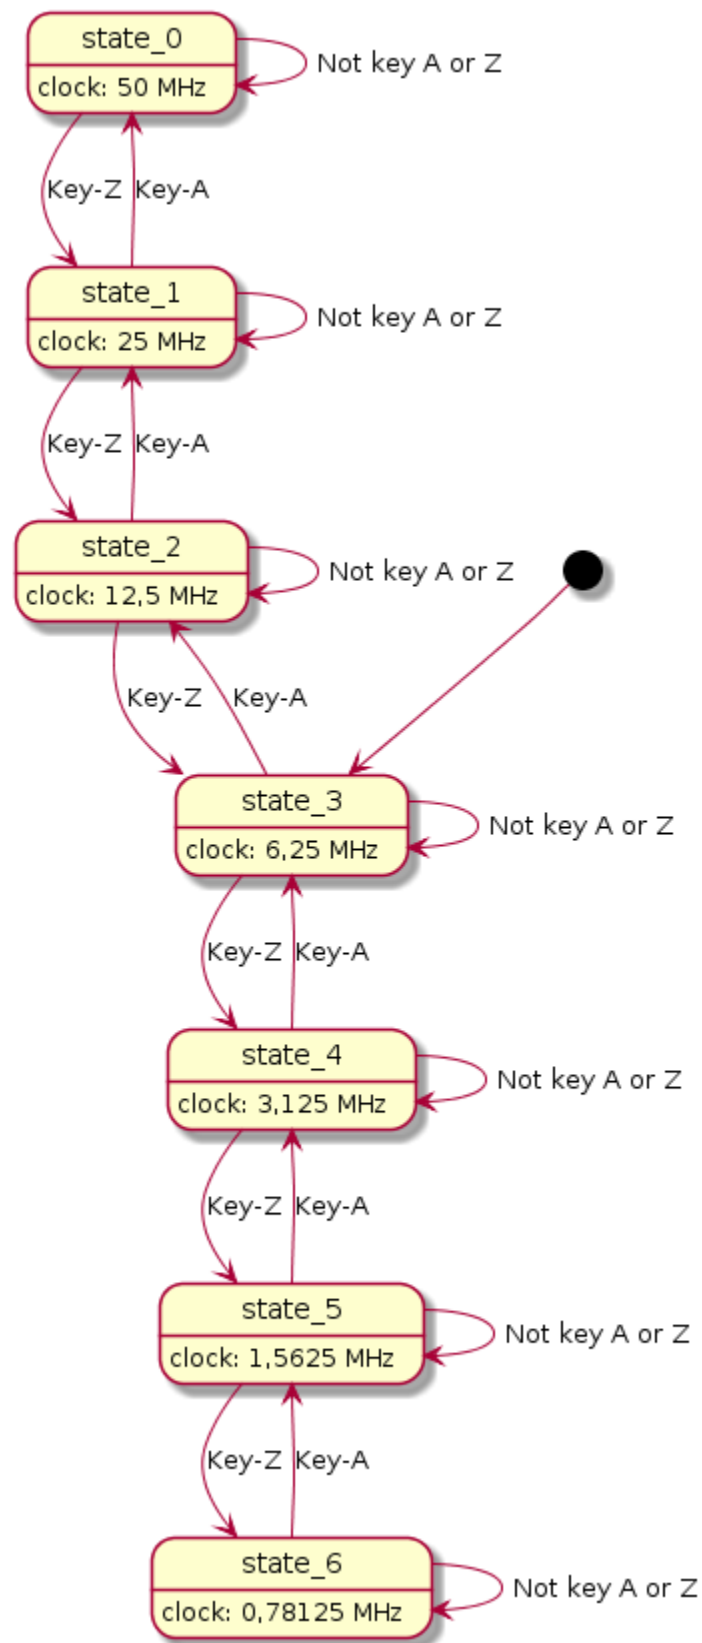 state_0
clock: 50 MHz
Not key A or Z
Key-Z
Key-A
state_1
clock: 25 MHz
Not key A or Z
Key-Z
Key-A
state_2
clock: 12,5 MHz
Not key A or Z
Key-Z
Key-A
state_3
clock: 6,25 MHz
Not key A or Z
Key-Z
Key-A
state_4
clock: 3,125 MHz
Not key A or Z
Key-Z
Key-A
state_5
clock: 1,5625 MHz
Not key A or Z
Key-Z
Key-A
state_6
clock: 0,78125 MHz
Not key A or Z